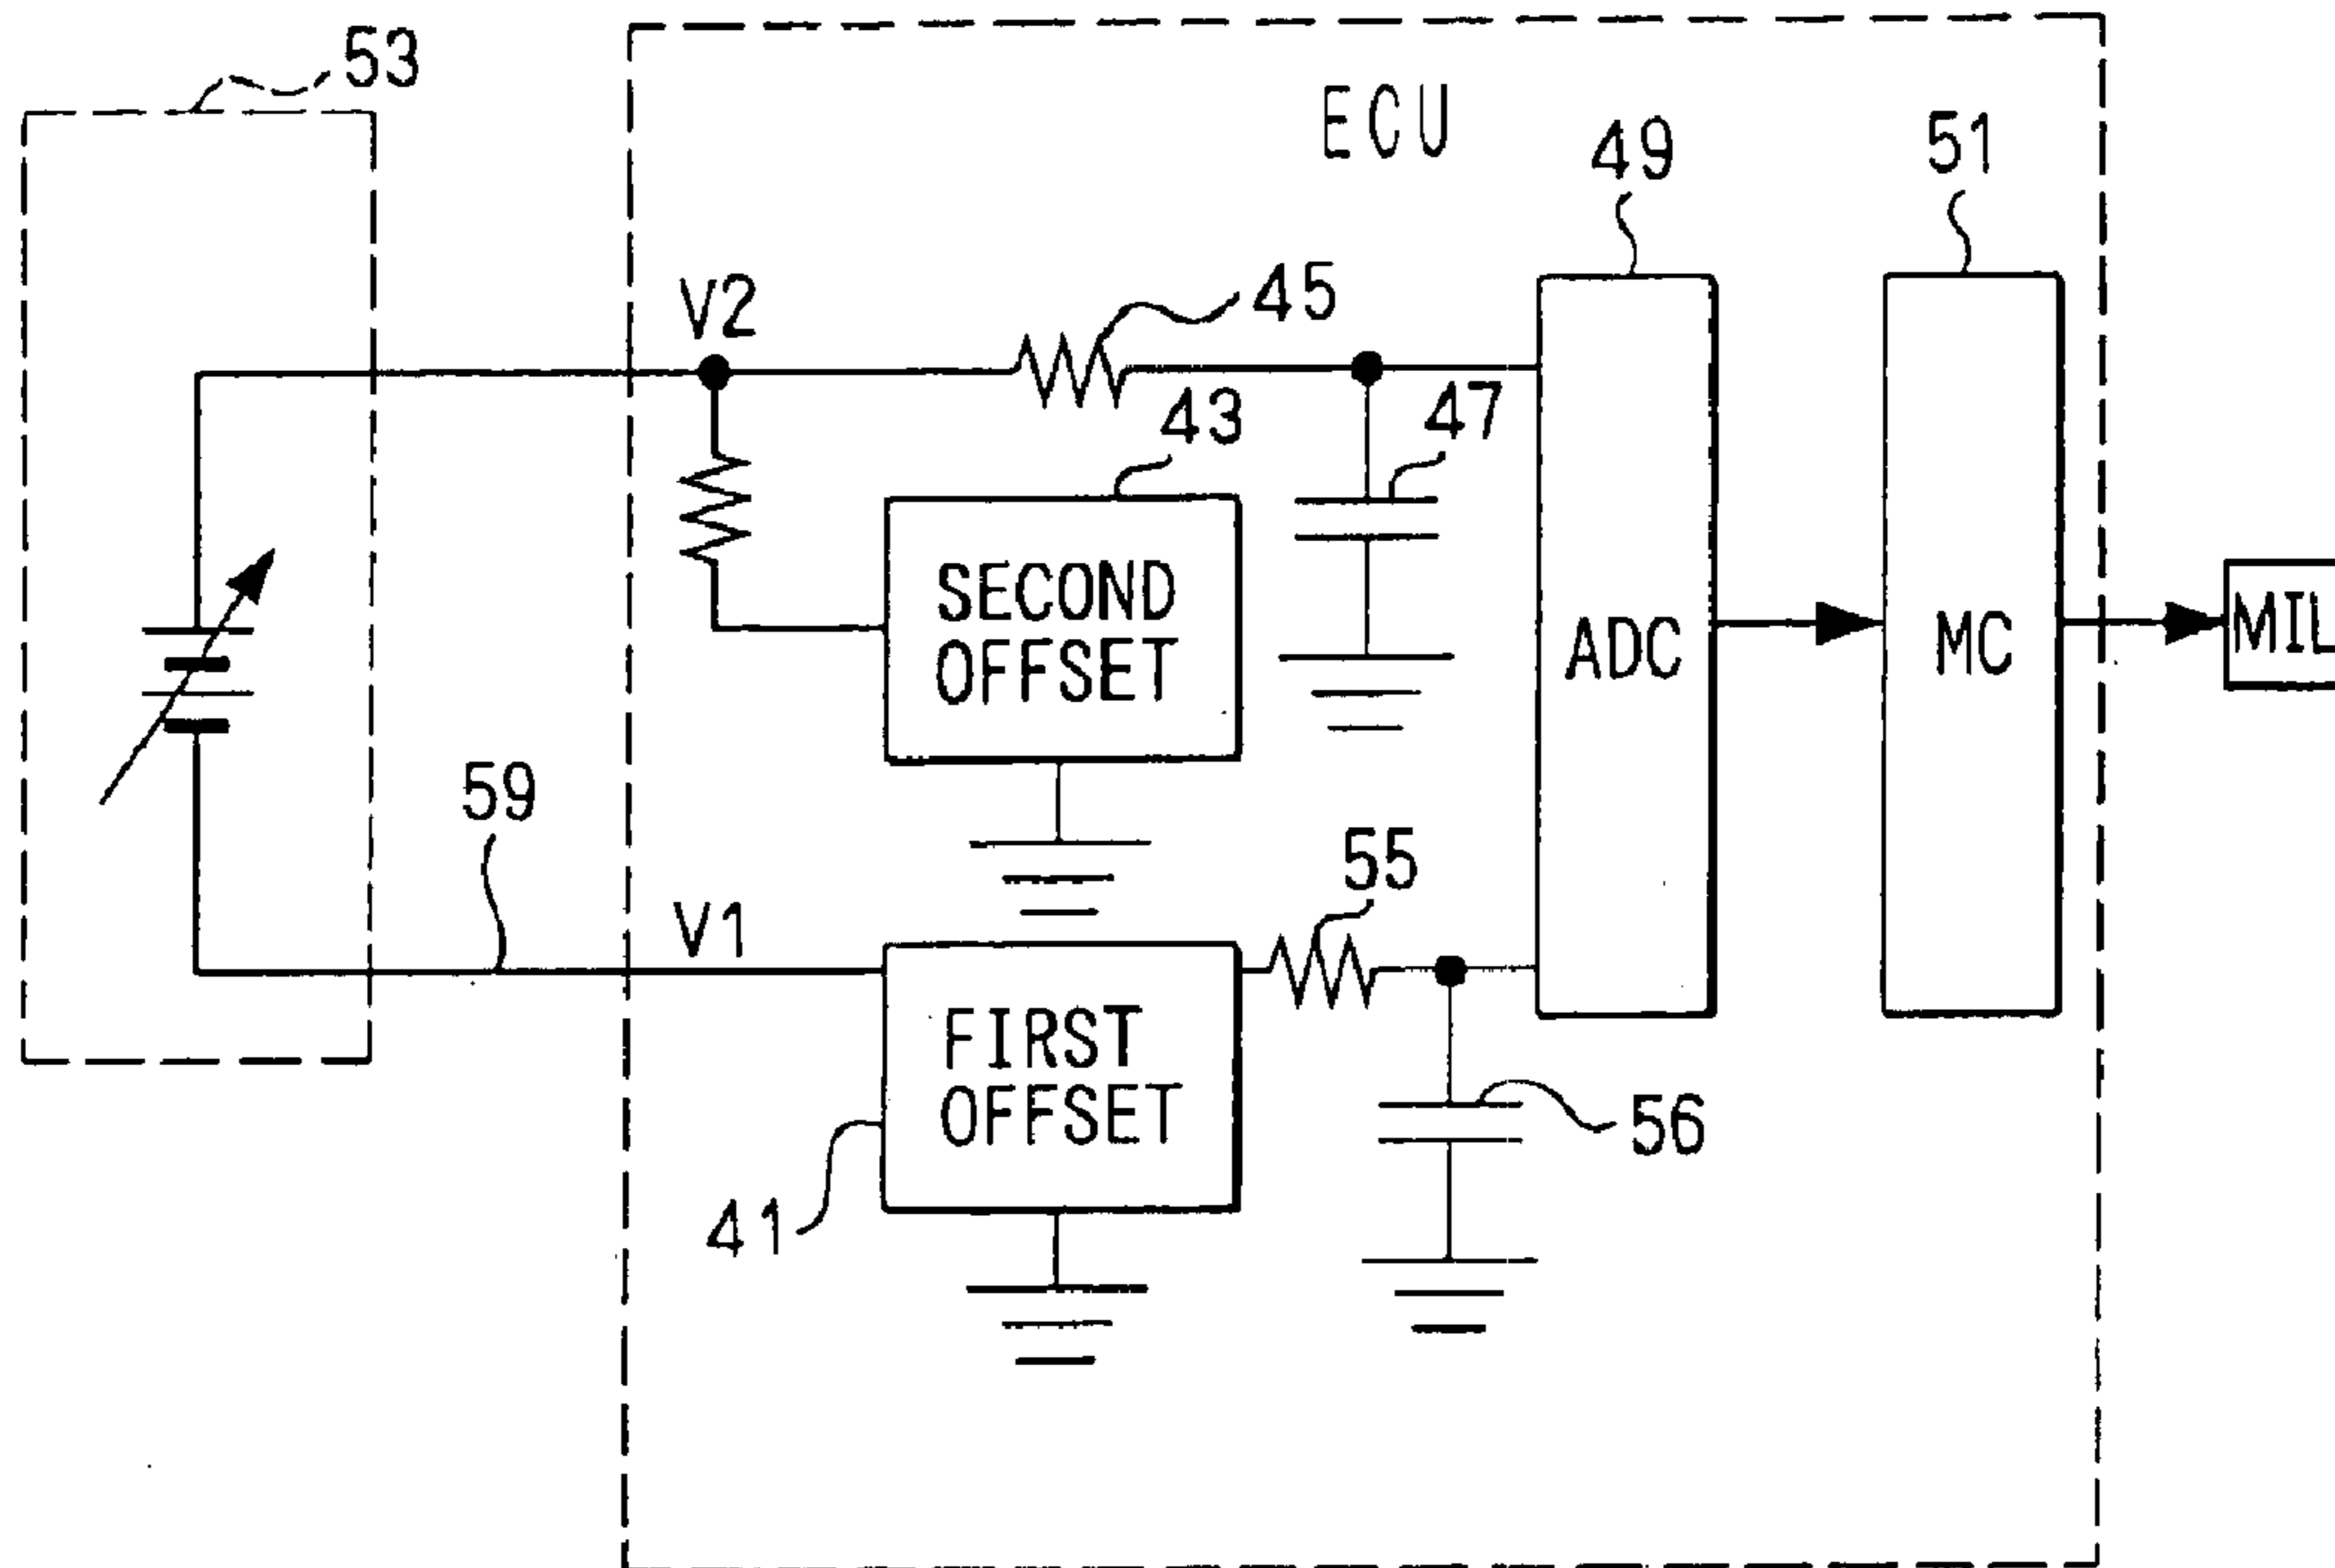 53
ECU
49
51
V2
45
43
47
SECOND
OFFSET
ADC
MC
MIL
59
55
V1
FIRST
OFFSET
56
41